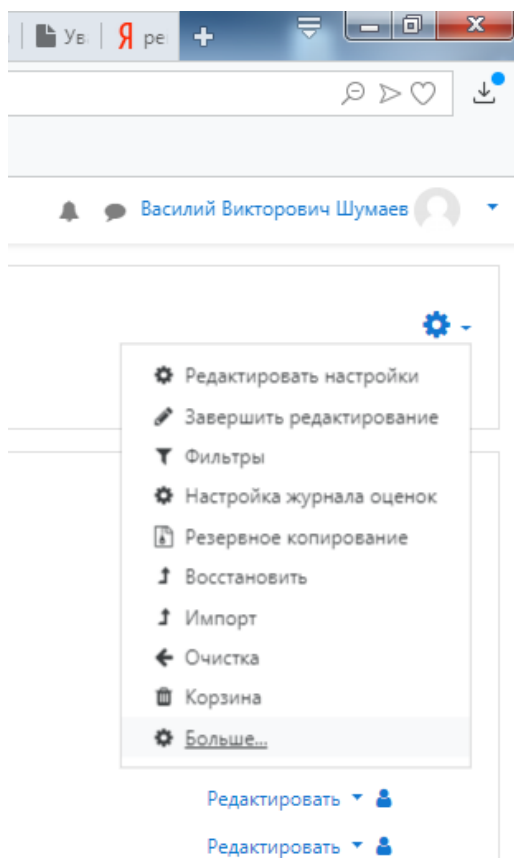 Ув
Я ре
Василий Викторович Шумаев
Редактировать настройки
Завершить редактирование
Фильтры
Настройка журнала оценок
Резервное копирование
Восстановить
Импорт
Очистка
Корзина
Больше...
Редактировать
Редактировать